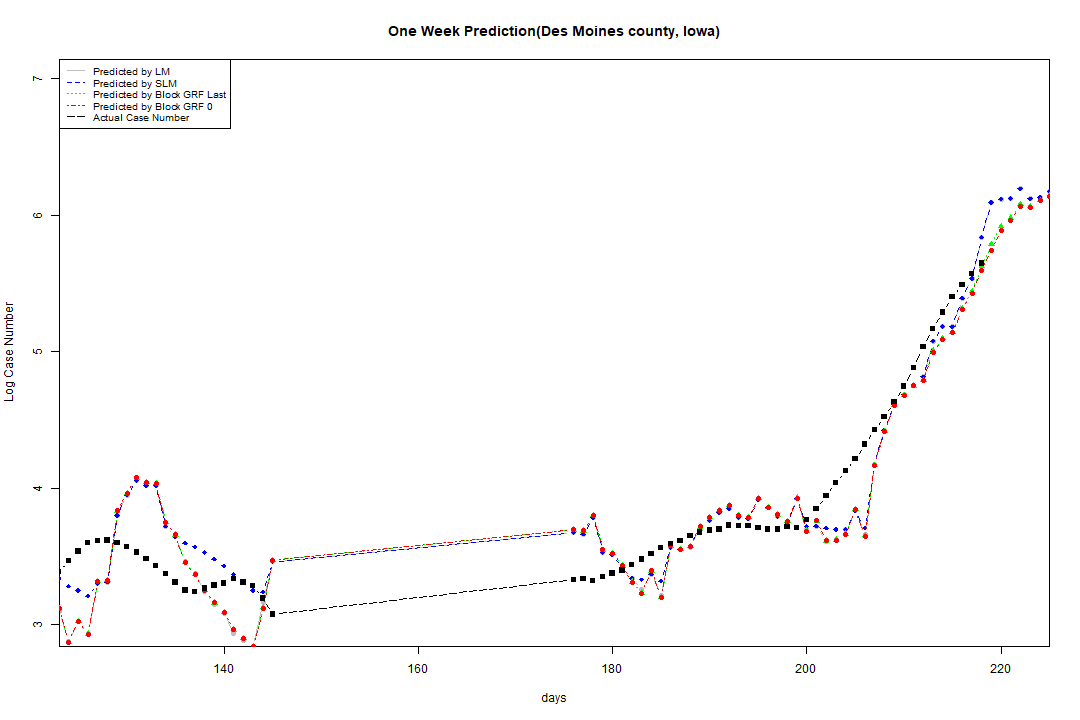 One Week Prediction(Des Moines county, Iowa)
Predicted by LM
Predicted by SLM
Predicted by Block GRF Last
Predicted by Block GRF 0
Actual Case Number
7
6
5
4
3
Log Case Number
140 160 180 200 220
days